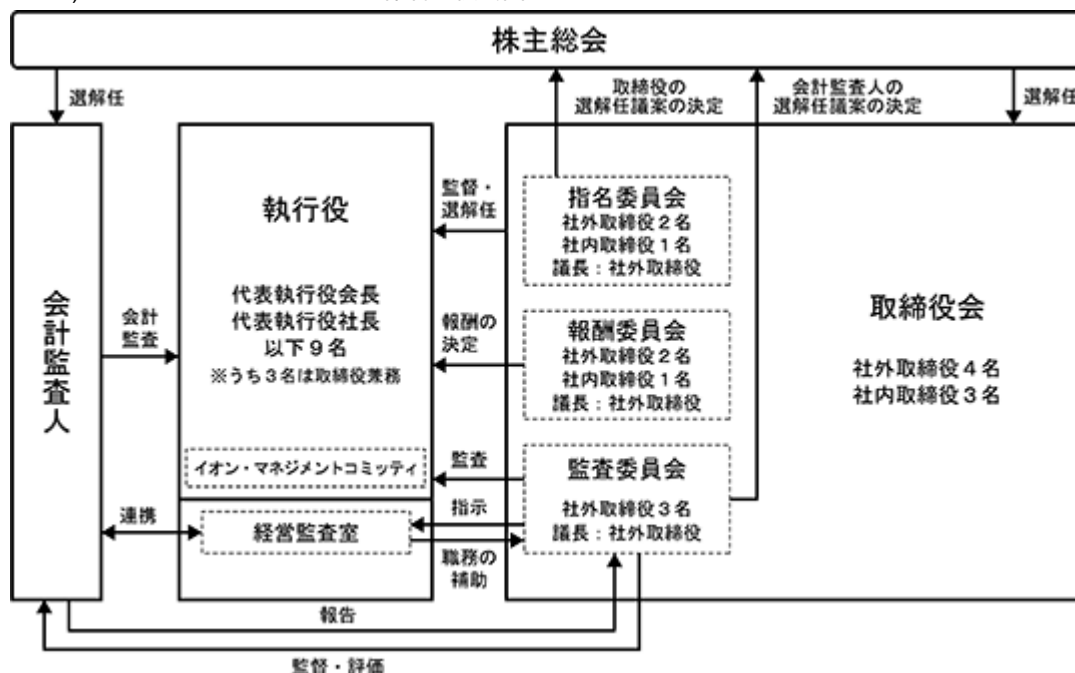 株主総会
選解任
取締役の
選解任議案の決定
会計監査人の
選解任議案の決定
選解任
会計監査人
会計
監査
執行役
代表執行役会長
代表執行役社長
以下9名
※うち3名は取締役兼務
イオン・マネジメントコミッティ
経営監査室
連携
監督・
選解任
報酬の
決定
監査
指示
職務の
補助
指名委員会
社外取締役2名
社内取締役1名
議長：社外取締役
報酬委員会
社外取締役2名
社内取締役1名
議長：社外取締役
監査委員会
社外取締役3名
議長：社外取締役
取締役会
社外取締役4名
社内取締役3名
報告
監督・評価